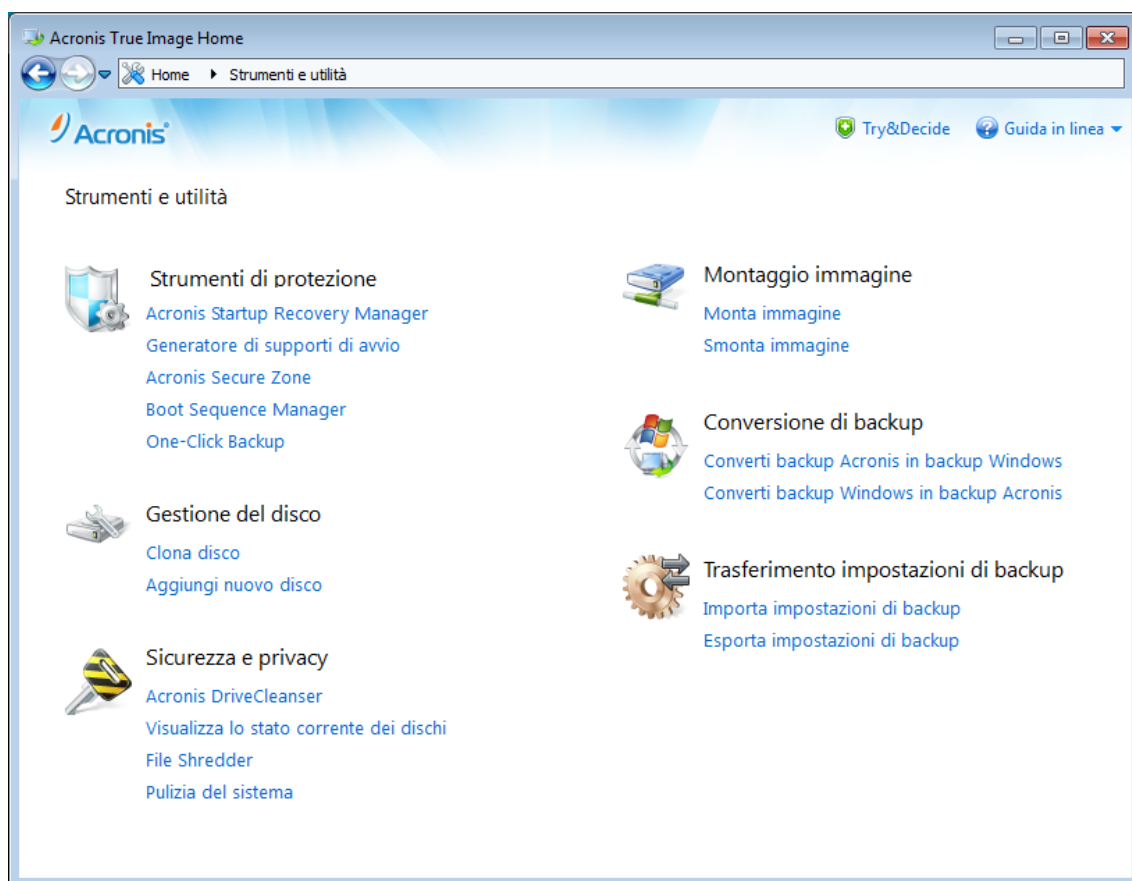 Acronis True Image Home
Home ▸ Strumenti e utilità
Acronis®
Try&Decide
Guida in linea
Strumenti e utilità
Strumenti di protezione
Acronis Startup Recovery Manager
Generatore di supporti di avvio
Acronis Secure Zone
Boot Sequence Manager
One-Click Backup
Gestione del disco
Clona disco
Aggiungi nuovo disco
Sicurezza e privacy
Acronis DriveCleanser
Visualizza lo stato corrente dei dischi
File Shredder
Pulizia del sistema
Montaggio immagine
Monta immagine
Smonta immagine
Conversione di backup
Converti backup Acronis in backup Windows
Converti backup Windows in backup Acronis
Trasferimento impostazioni di backup
Importa impostazioni di backup
Esporta impostazioni di backup